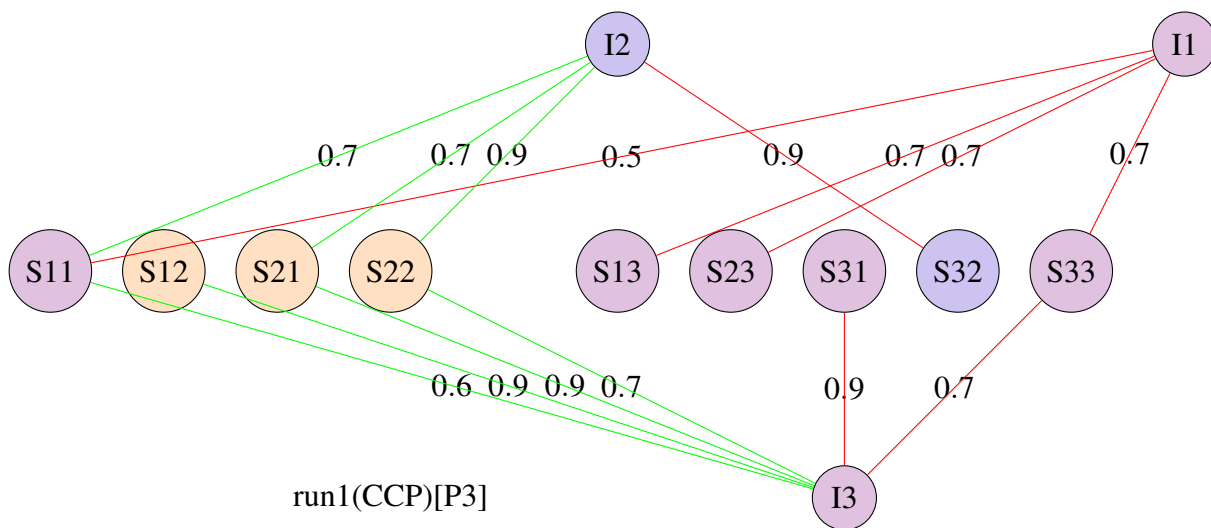 I2 I1
0.7 0.7 0.9 0.5 0.9 0.7 0.7 0.7
S11 S12 S21 S22 S13 S23 S31 S32 S33
0.6 0.9 0.9 0.7 0.9 0.7
run1(CCP)[P3] I3